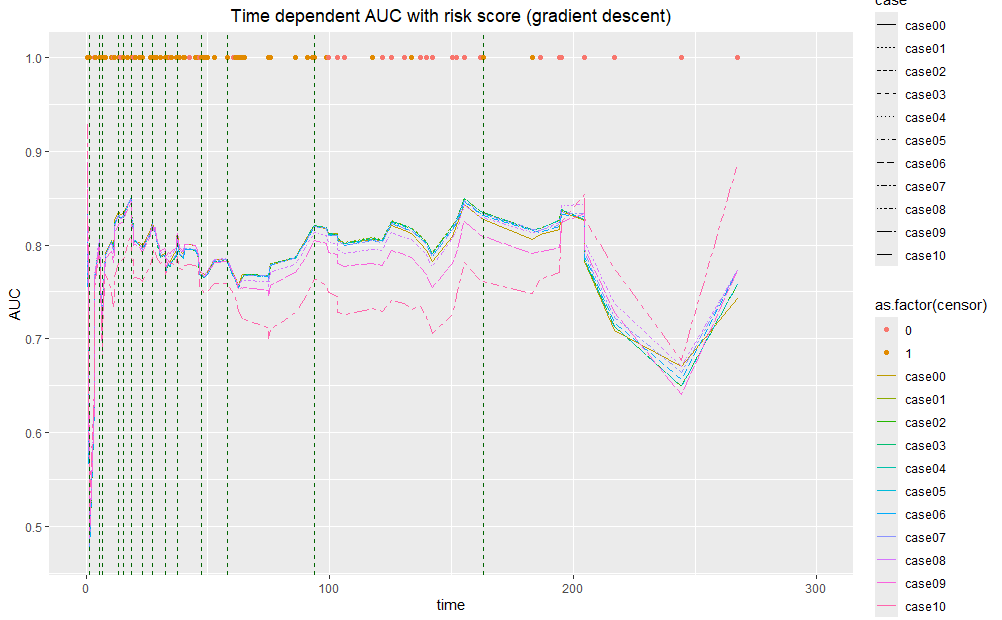 Time dependent AUC with risk score (gradient descent)
AUC
1.0
0.9
0.8
0.7
0.6
0.5
0
100
200
300
time
case
case00
case01
case02
case03
case04
case05
case06
case07
case08
case09
case10
as.factor(censor)
0
1
case00
case01
case02
case03
case04
case05
case06
case07
case08
case09
case10